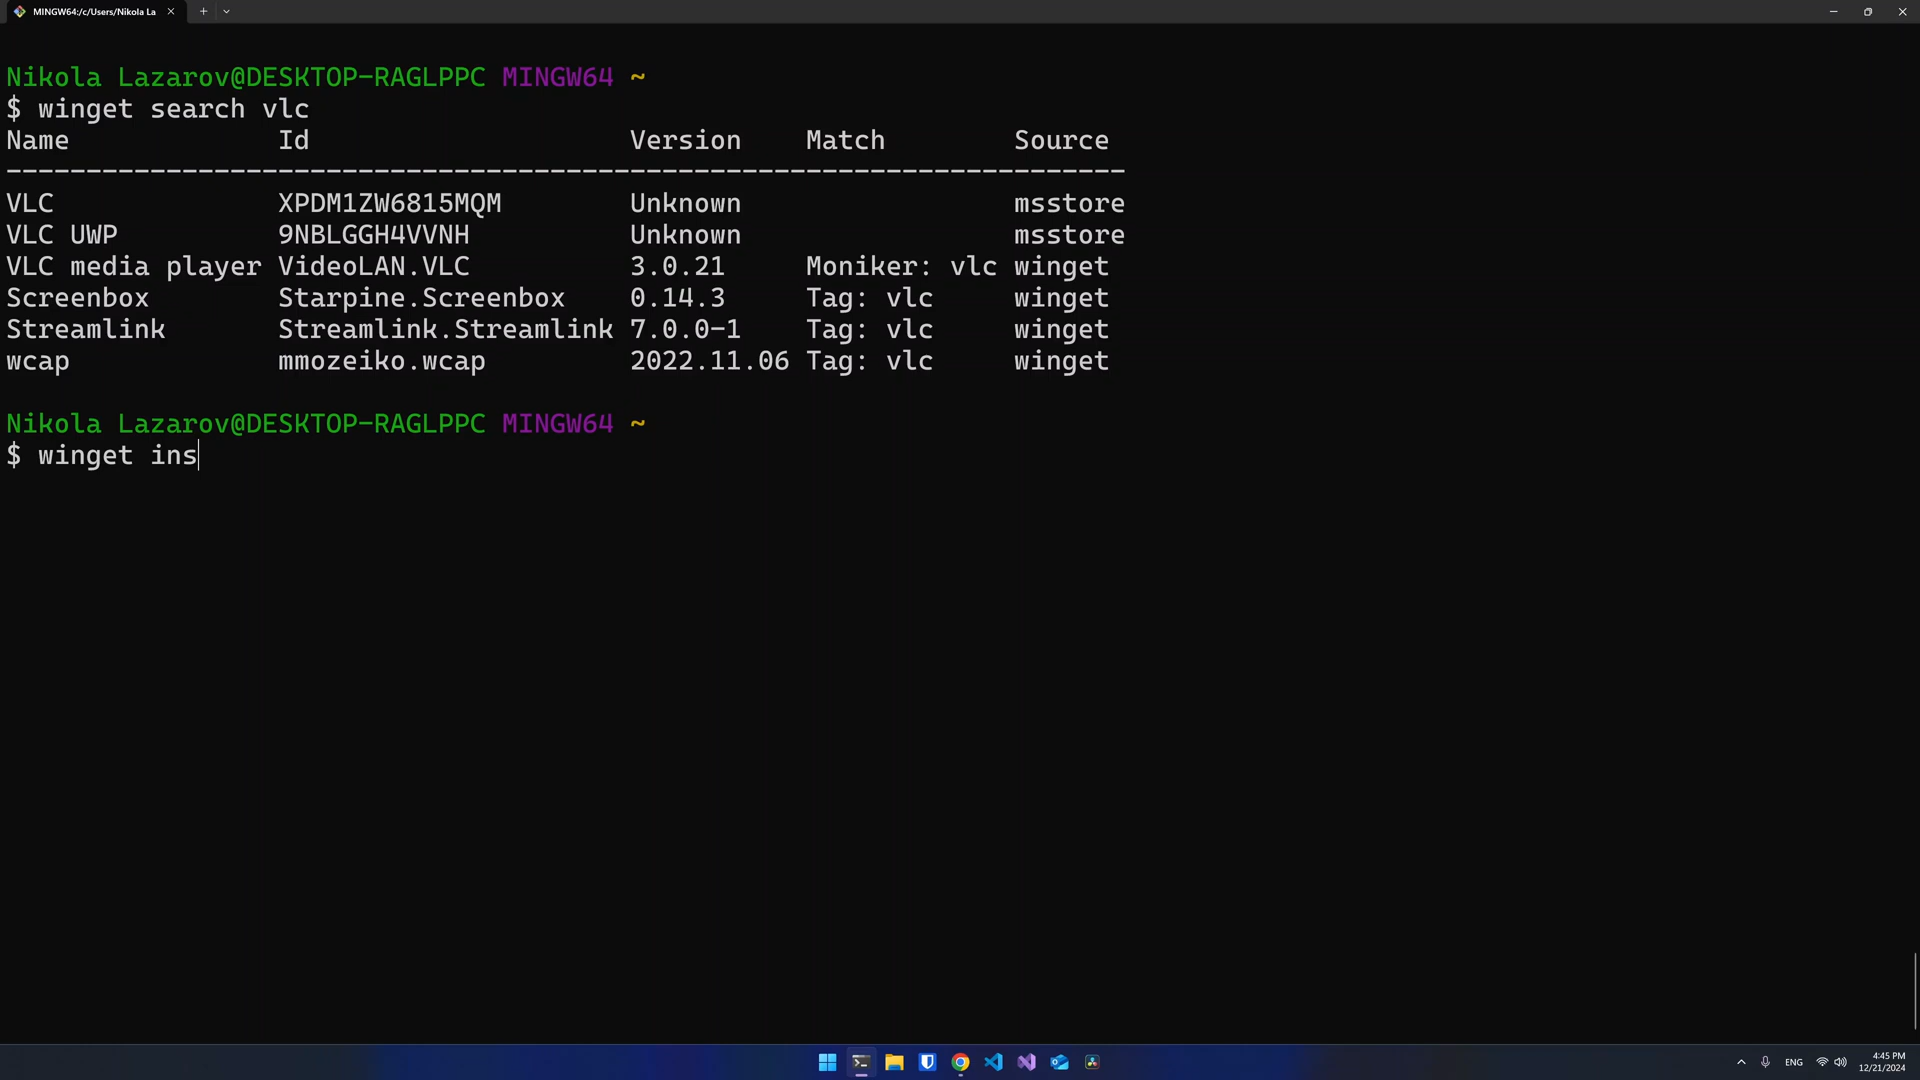 MINGW64:/c/Users/Nikola La
Nikola Lazarov@DESKTOP-RAGLPPC MINGW64 ~
$ winget search vlc
Name Id Version Match Source
----------------------------------------------------------------------
VLC XPDM1ZW6815MQM Unknown msstore
VLC UWP 9NBLGGH4VVNH Unknown msstore
VLC media player VideoLAN.VLC 3.0.21 Moniker: vlc winget
Screenbox Starpine.Screenbox 0.14.3 Tag: vlc winget
Streamlink Streamlink.Streamlink 7.0.0-1 Tag: vlc winget
wcap mmozeiko.wcap 2022.11.06 Tag: vlc winget
Nikola Lazarov@DESKTOP-RAGLPPC MINGW64 ~
$ winget ins
ENG
4:45 PM
12/21/2024